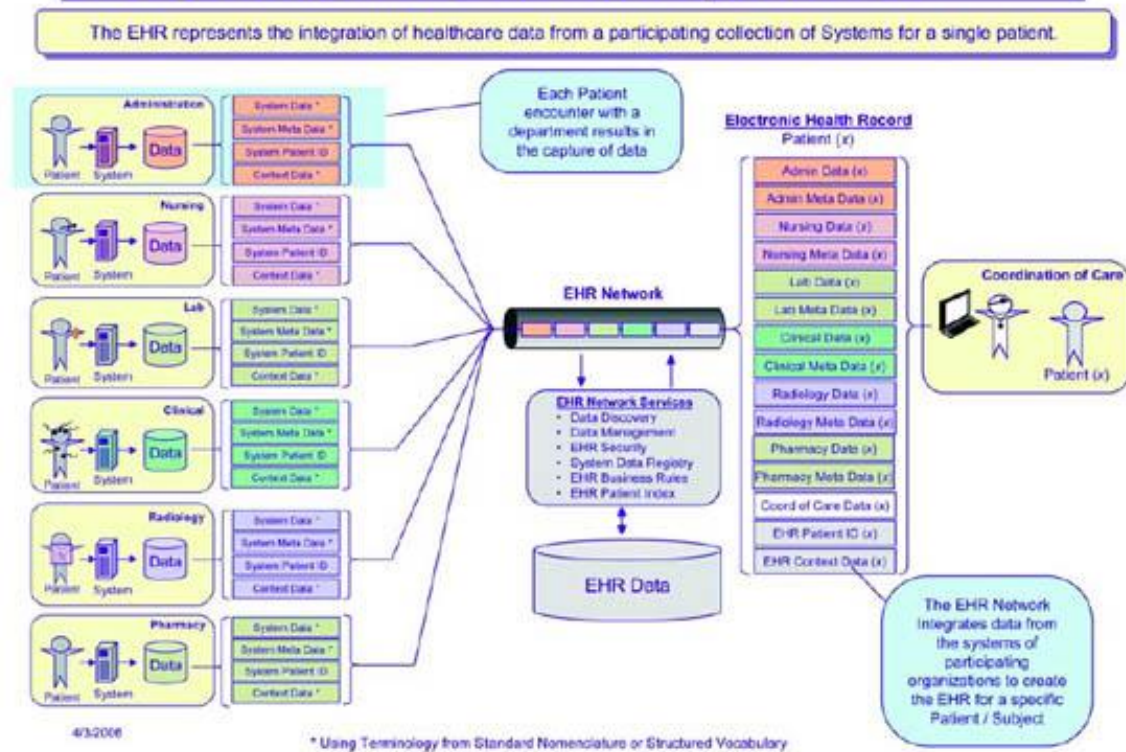 The EHR represents the integration of healthcare data from a participating collection of Systems for a single patient.
Administration
Patient
System
Data
System Data *
System Meta Data *
System Patient ID
Context Data *
Nursing
Patient
System
Data
System Data *
System Meta Data *
System Patient ID
Context Data *
Lab
Patient
System
Data
System Data *
System Meta Data *
System Patient ID
Context Data *
Clinical
Patient
System
Data
System Data *
System Meta Data *
System Patient ID
Context Data *
Radiology
Patient
System
Data
System Data *
System Meta Data *
System Patient ID
Context Data *
Pharmacy
Patient
System
Data
System Data *
System Meta Data *
System Patient ID
Context Data *
Each Patient
encounter with a
department results in
the capture of data
EHR Network
EHR Network Services
• Data Discovery
• Data Management
• EHR Security
• System Data Registry
• EHR Business Rules
• EHR Patient Index
EHR Data
Electronic Health Record
Patient (x)
Admin Data (x)
Admin Meta Data (x)
Nursing Data (x)
Nursing Meta Data (x)
Lab Data (x)
Lab Meta Data (x)
Clinical Data (x)
Clinical Meta Data (x)
Radiology Data (x)
Radiology Meta Data (x)
Pharmacy Data (x)
Pharmacy Meta Data (x)
Coord of Care Data (x)
EHR Patient ID (x)
EHR Context Data (x)
Coordination of Care
Patient (x)
The EHR Network
Integrates data from
the systems of
participating
organizations to create
the EHR for a specific
Patient / Subject
4/3/2006
* Using Terminology from Standard Nomenclature or Structured Vocabulary